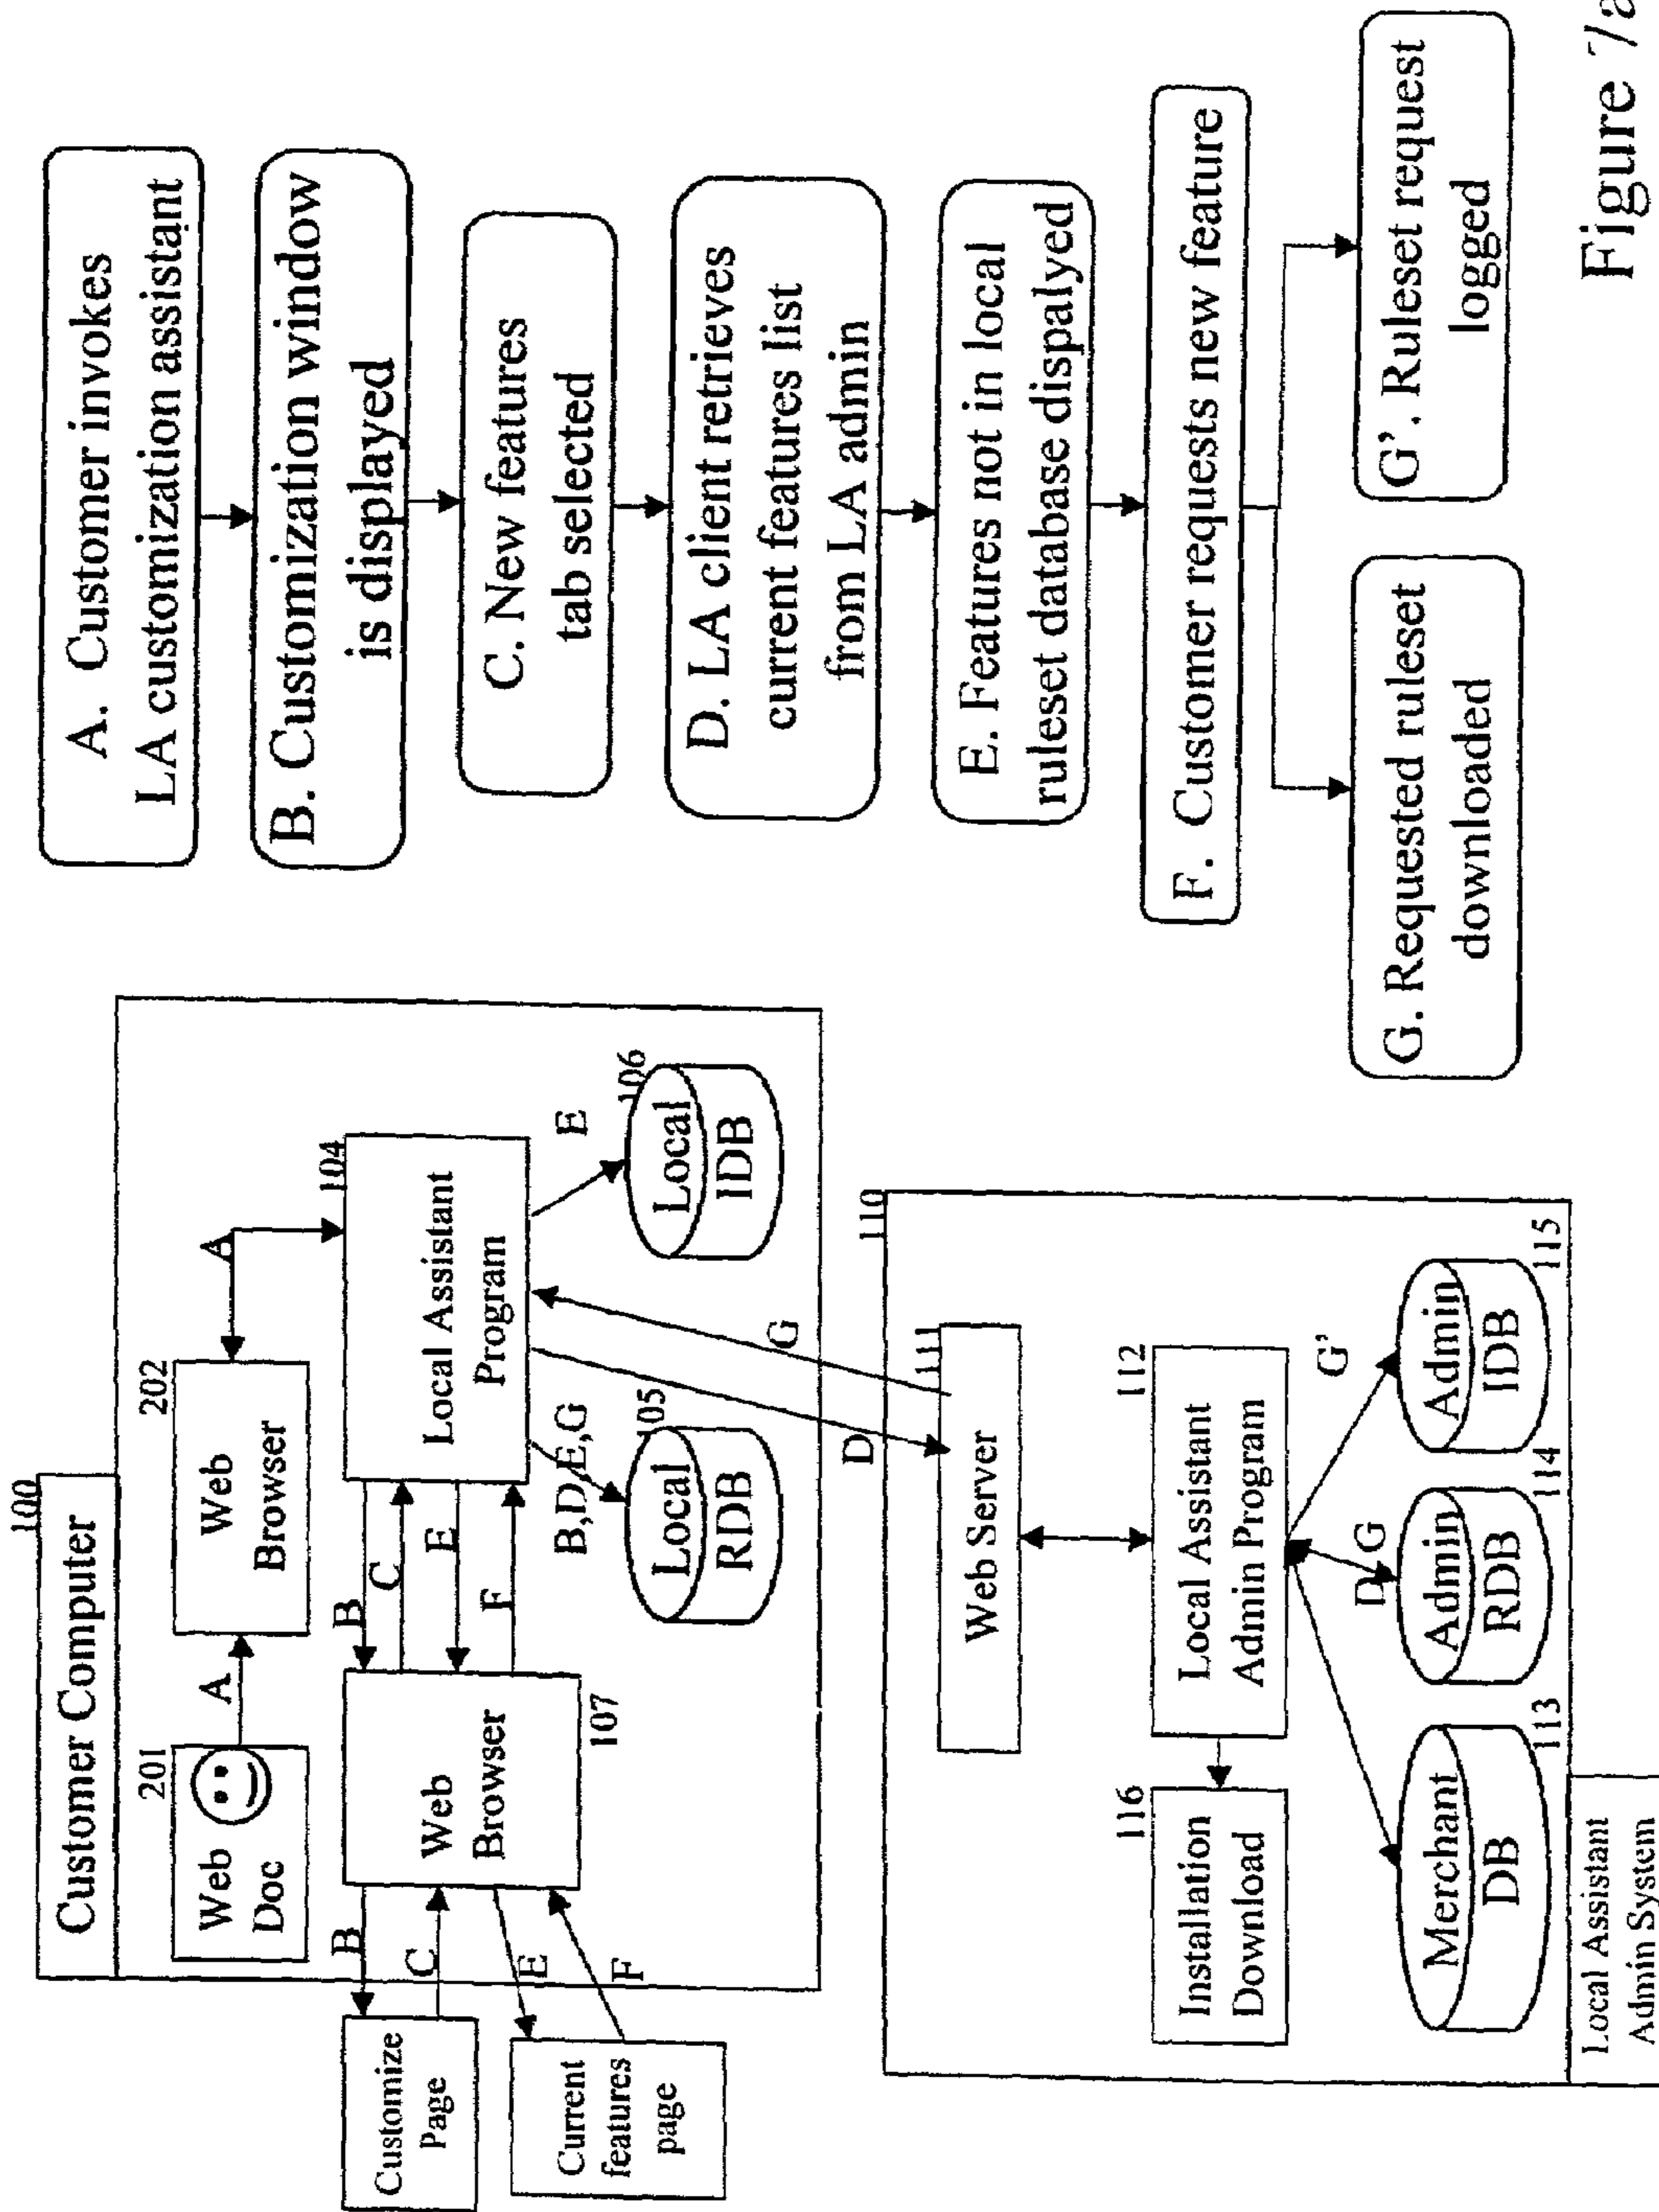 100
Customer Computer
201
Web
Doc
A
202
Web
Browser
A
104
Local Assistant
Program
B
C
E
F
Web
Browser
107
B
C
E
F
Customize
Page
Current
features
page
B,D,E,G
105
Local
RDB
E
106
Local
IDB
D
G
110
111
Web Server
112
Local Assistant
Admin Program
116
Installation
Download
G'
D
G
Merchant
DB
113
Admin
RDB
114
Admin
IDB
115
Local Assistant
Admin System
A. Customer invokes
LA customization assistant
B. Customization window
is displayed
C. New features
tab selected
D. LA client retrieves
current features list
from LA admin
E. Features not in local
ruleset database dispalyed
F. Customer requests new feature
G. Requested ruleset
downloaded
G'. Ruleset request
logged
Figure 7/a